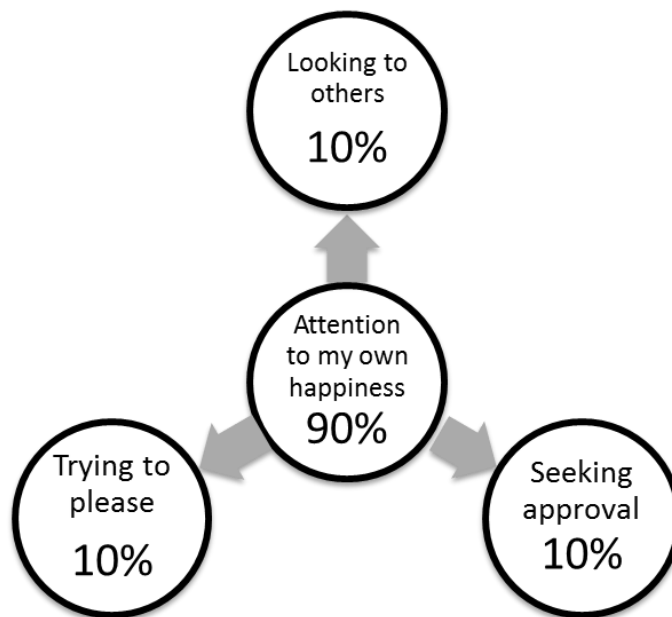 Looking to
others
10%
Attention
to my own
happiness
90%
Trying to
please
10%
Seeking
approval
10%